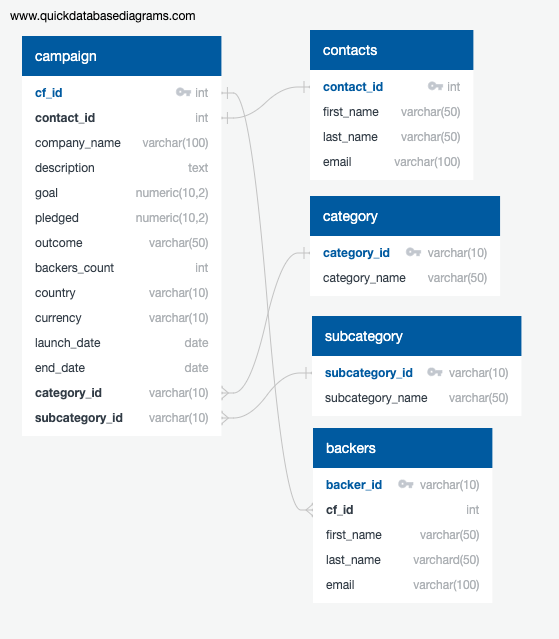 www.quickdatabasediagrams.com
campaign
cf_id int
contact_id int
company_name varchar(100)
description text
goal numeric(10,2)
pledged numeric(10,2)
outcome varchar(50)
backers_count int
country varchar(10)
currency varchar(10)
launch_date date
end_date date
category_id varchar(10)
subcategory_id varchar(10)
contacts
contact_id int
first_name varchar(50)
last_name varchar(50)
email varchar(100)
category
category_id varchar(10)
category_name varchar(50)
subcategory
subcategory_id varchar(10)
subcategory_name varchar(50)
backers
backer_id varchar(10)
cf_id int
first_name varchar(50)
last_name varchard(50)
email varchar(100)